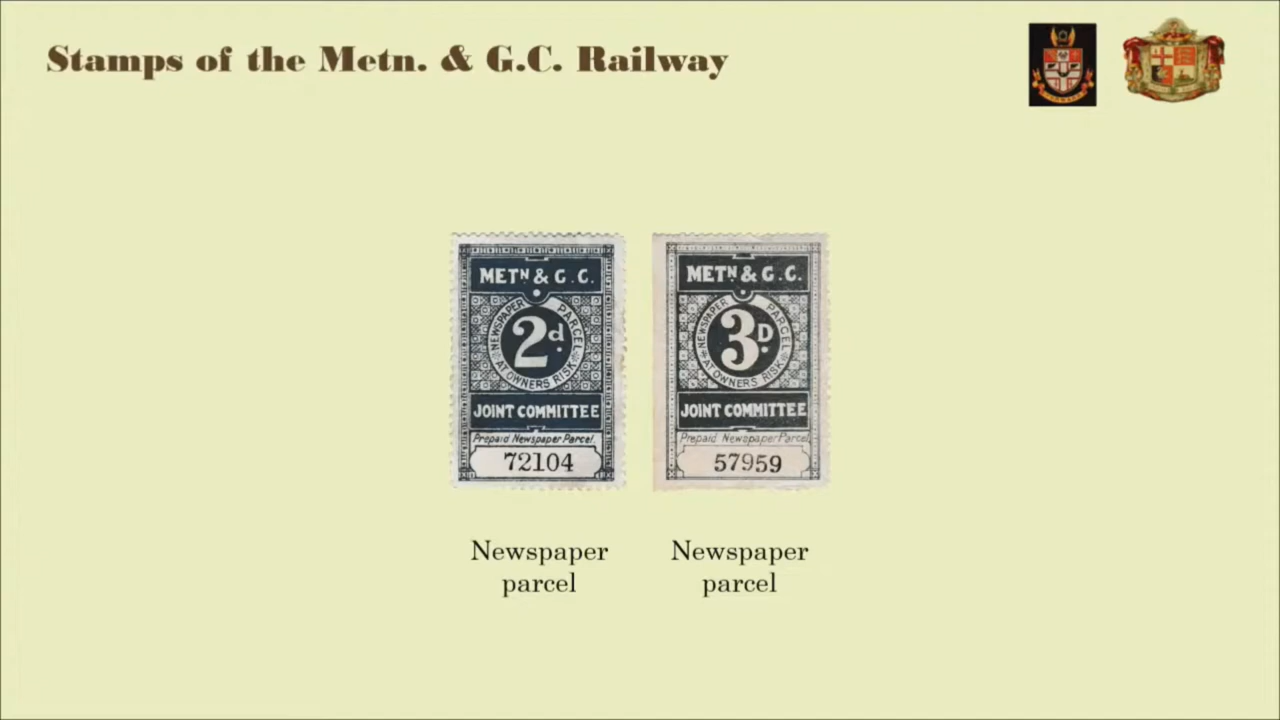 Stamps of the Metn. & G.C. Railway
METN & G.C.
NEWSPAPER PARCEL
2d.
AT OWNERS RISK
JOINT COMMITTEE
Prepaid Newspaper Parcel.
72104
METN & G.C.
NEWSPAPER PARCEL
3D.
AT OWNERS RISK
JOINT COMMITTEE
Prepaid Newspaper Parcel
57959
Newspaper
parcel
Newspaper
parcel